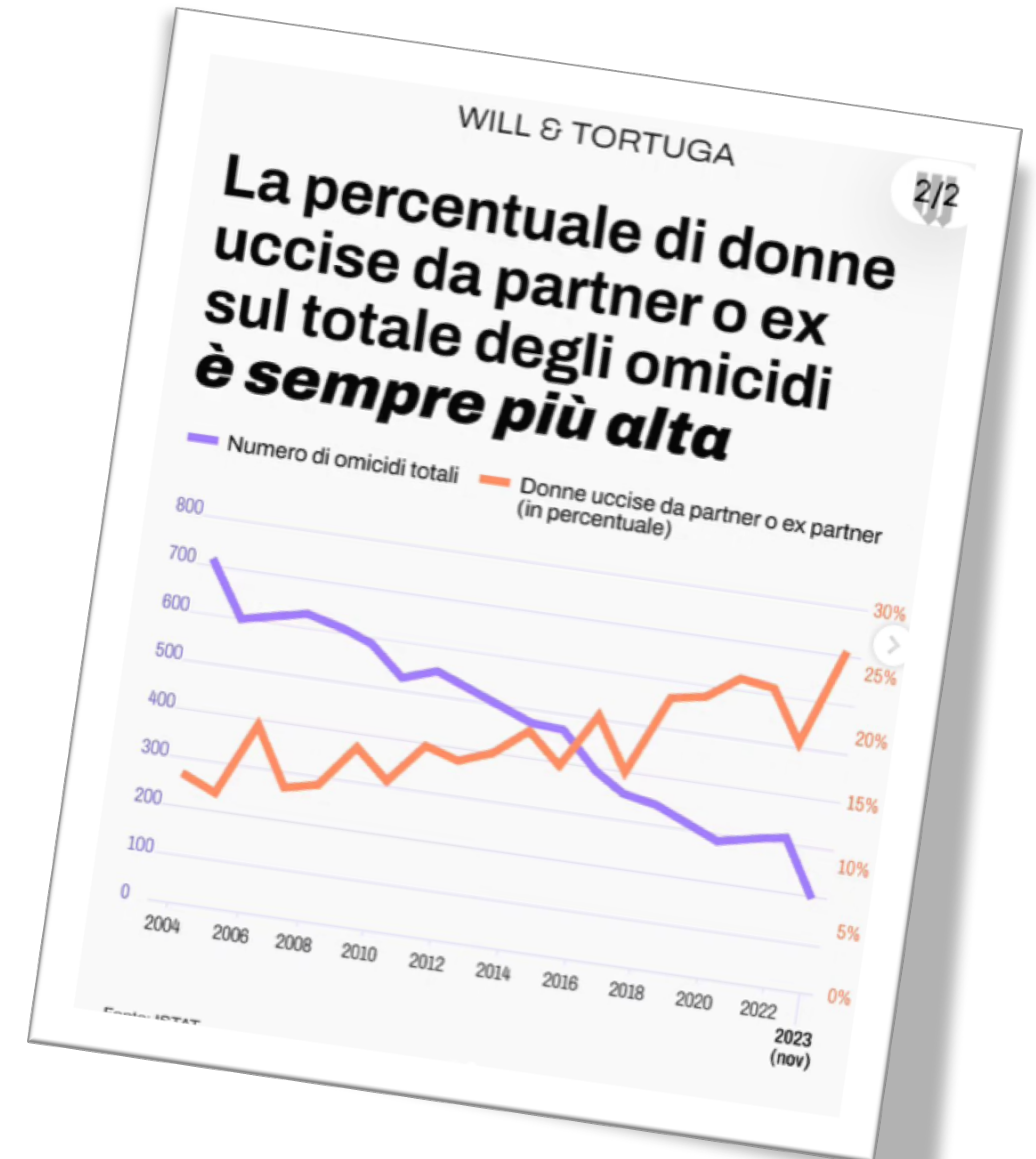 WILL & TORTUGA
2/2
La percentuale di donne
uccise da partner o ex
sul totale degli omicidi
è sempre più alta
Numero di omicidi totali
Donne uccise da partner o ex partner
(in percentuale)
800
700
600
500
400
300
200
100
0
30%
25%
20%
15%
10%
5%
0%
2004
2006
2008
2010
2012
2014
2016
2018
2020
2022
2023
(nov)
Fonte: ISTAT